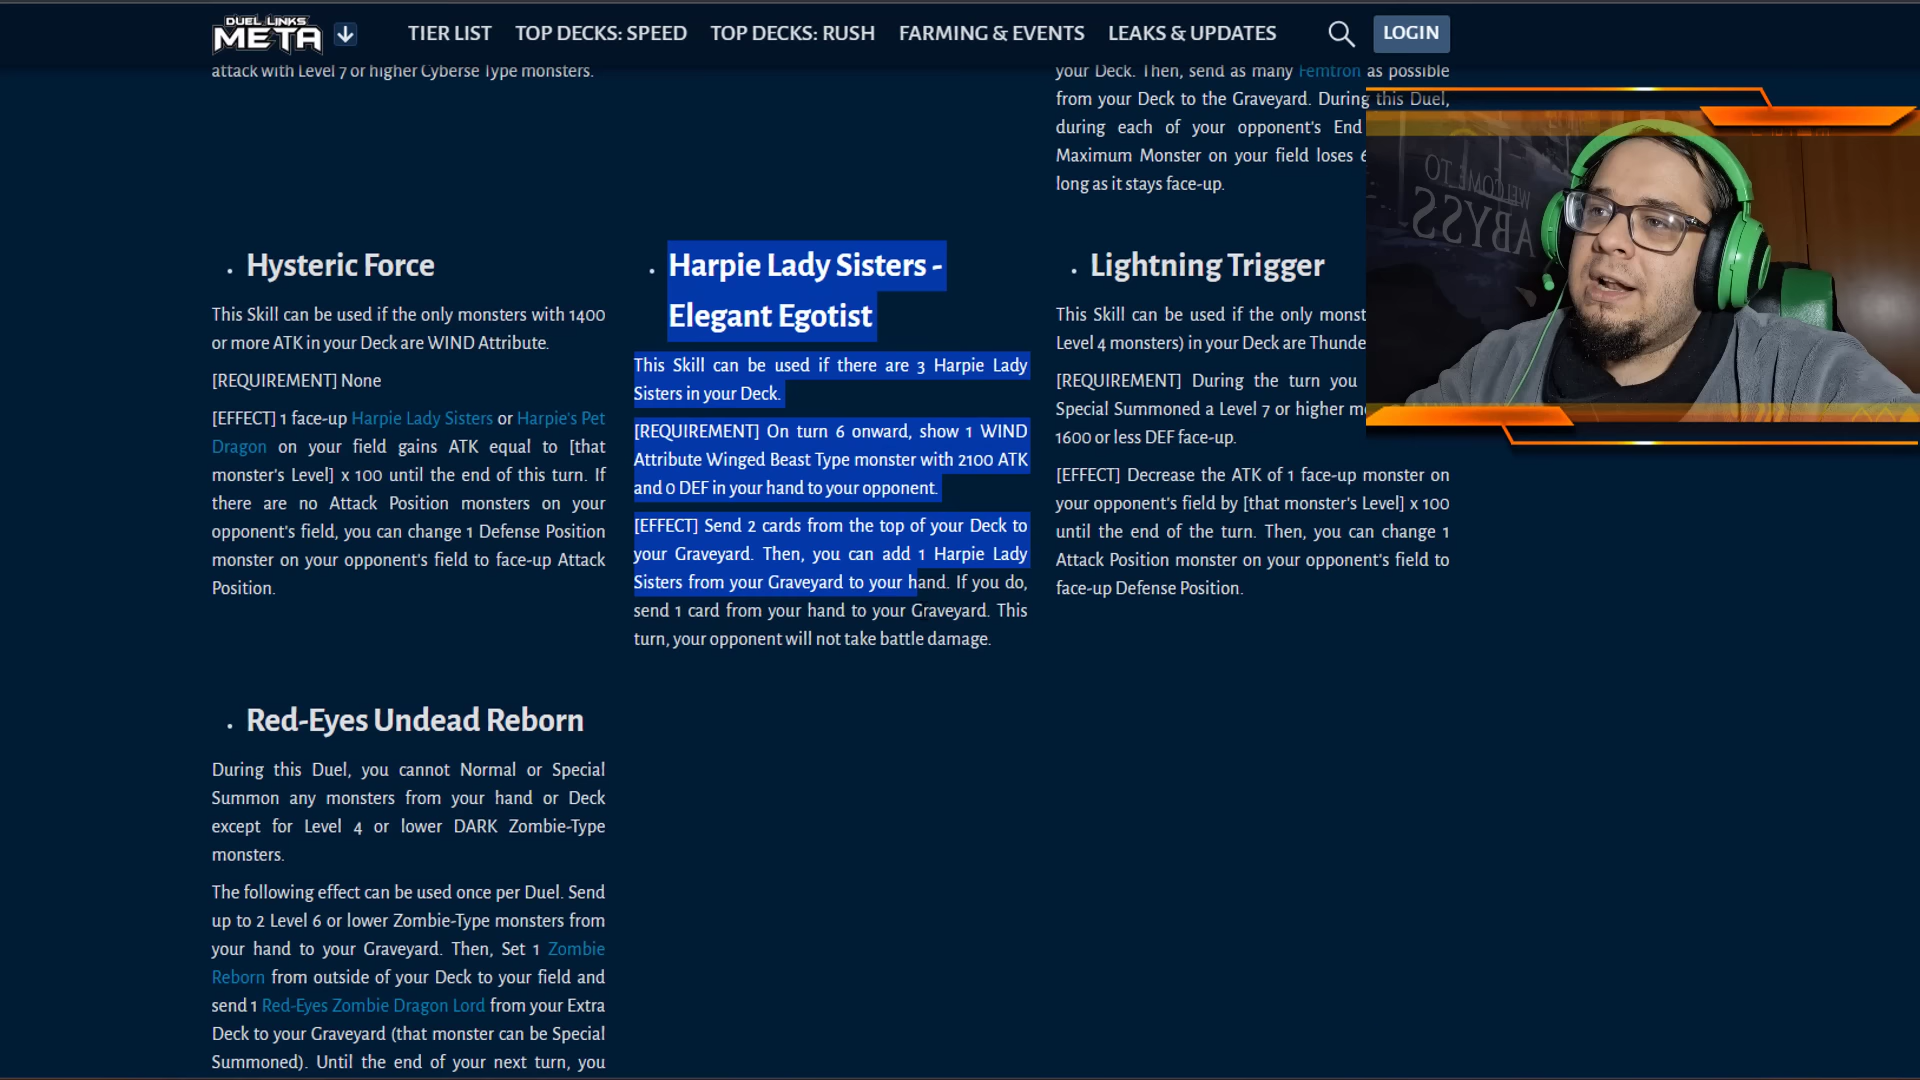 DUEL LINKS
META
TIER LIST
TOP DECKS: SPEED
TOP DECKS: RUSH
FARMING & EVENTS
LEAKS & UPDATES
LOGIN
attack with Level 7 or higher Cyberse Type monsters.
your Deck. Then, send as many Femtron as possible
from your Deck to the Graveyard. During this Duel,
during each of your opponent's End
Maximum Monster on your field loses 6
long as it stays face-up.
Hysteric Force
This Skill can be used if the only monsters with 1400
or more ATK in your Deck are WIND Attribute.
[REQUIREMENT] None
[EFFECT] 1 face-up Harpie Lady Sisters or Harpie's Pet
Dragon on your field gains ATK equal to [that
monster's Level] x 100 until the end of this turn. If
there are no Attack Position monsters on your
opponent's field, you can change 1 Defense Position
monster on your opponent's field to face-up Attack
Position.
Harpie Lady Sisters -
Elegant Egotist
This Skill can be used if there are 3 Harpie Lady
Sisters in your Deck.
[REQUIREMENT] On turn 6 onward, show 1 WIND
Attribute Winged Beast Type monster with 2100 ATK
and 0 DEF in your hand to your opponent.
[EFFECT] Send 2 cards from the top of your Deck to
your Graveyard. Then, you can add 1 Harpie Lady
Sisters from your Graveyard to your hand. If you do,
send 1 card from your hand to your Graveyard. This
turn, your opponent will not take battle damage.
Lightning Trigger
This Skill can be used if the only monst
Level 4 monsters) in your Deck are Thunde
[REQUIREMENT] During the turn you
Special Summoned a Level 7 or higher m
1600 or less DEF face-up.
[EFFECT] Decrease the ATK of 1 face-up monster on
your opponent's field by [that monster's Level] x 100
until the end of the turn. Then, you can change 1
Attack Position monster on your opponent's field to
face-up Defense Position.
WELCOME TO
ABYSS
Red-Eyes Undead Reborn
During this Duel, you cannot Normal or Special
Summon any monsters from your hand or Deck
except for Level 4 or lower DARK Zombie-Type
monsters.
The following effect can be used once per Duel. Send
up to 2 Level 6 or lower Zombie-Type monsters from
your hand to your Graveyard. Then, Set 1 Zombie
Reborn from outside of your Deck to your field and
send 1 Red-Eyes Zombie Dragon Lord from your Extra
Deck to your Graveyard (that monster can be Special
Summoned). Until the end of your next turn, you